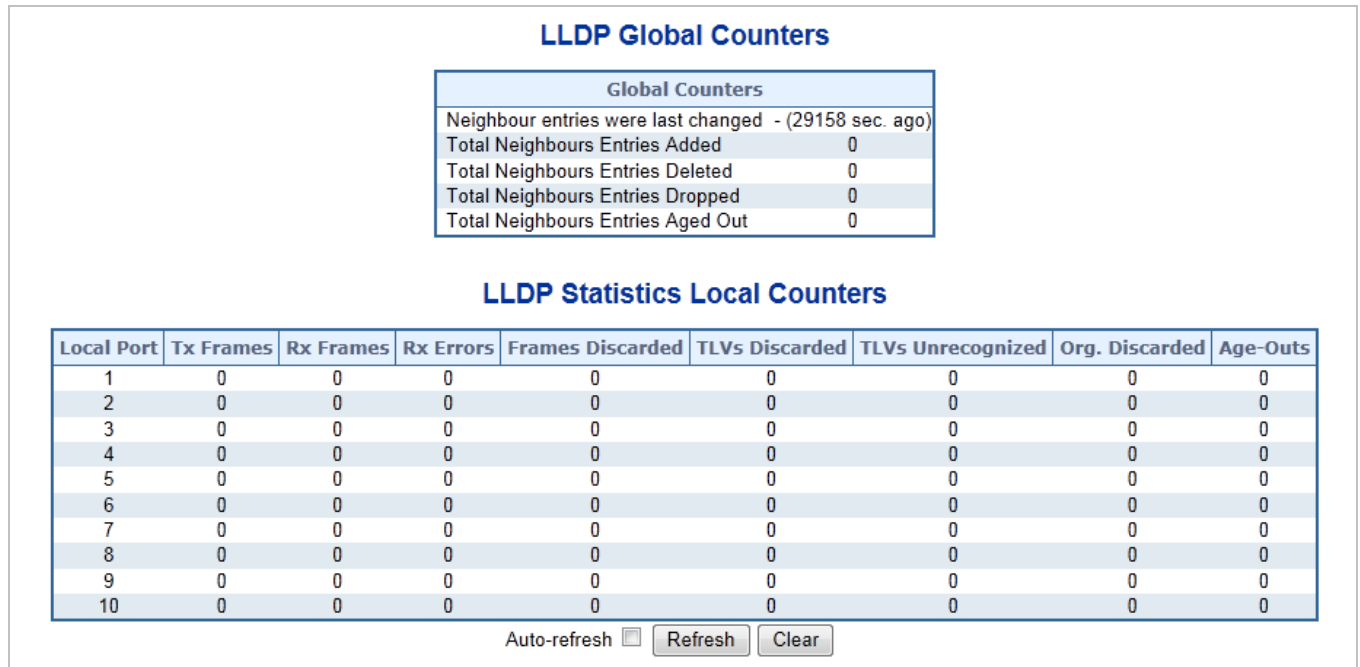 LLDP Global Counters
Global Counters
Neighbour entries were last changed - (29158 sec. ago)
Total Neighbours Entries Added 0
Total Neighbours Entries Deleted 0
Total Neighbours Entries Dropped 0
Total Neighbours Entries Aged Out 0
LLDP Statistics Local Counters
Local Port Tx Frames Rx Frames Rx Errors Frames Discarded TLVs Discarded TLVs Unrecognized Org. Discarded Age-Outs
1 0 0 0 0 0 0 0 0
2 0 0 0 0 0 0 0 0
3 0 0 0 0 0 0 0 0
4 0 0 0 0 0 0 0 0
5 0 0 0 0 0 0 0 0
6 0 0 0 0 0 0 0 0
7 0 0 0 0 0 0 0 0
8 0 0 0 0 0 0 0 0
9 0 0 0 0 0 0 0 0
10 0 0 0 0 0 0 0 0
Auto-refresh Refresh Clear